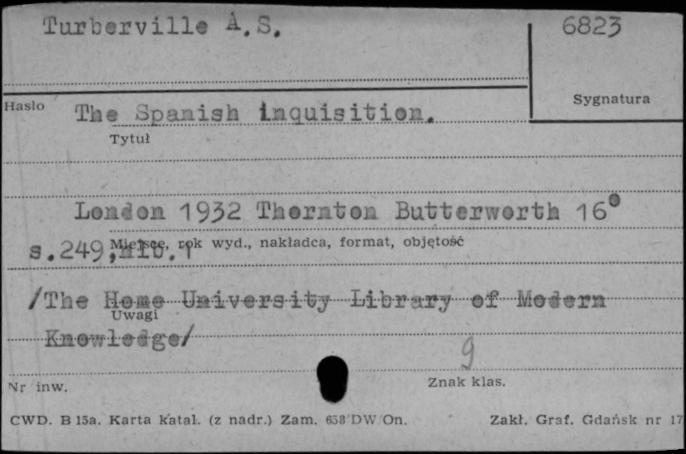 Turberville A.S.
6823
Hasło
Sygnatura
The Spanish inquisition.
Tytuł
London 1932 Thornton Butterworth 16°
Miejsce, rok wyd., nakładca, format, objętość
s.249,nlb.1
/The Home University Library of Modern
Uwagi
Knowledge/
9
Nr inw.
Znak klas.
CWD. B 15a. Karta katal. (z nadr.) Zam. 658/DW/On.
Zakł. Graf. Gdańsk nr 17